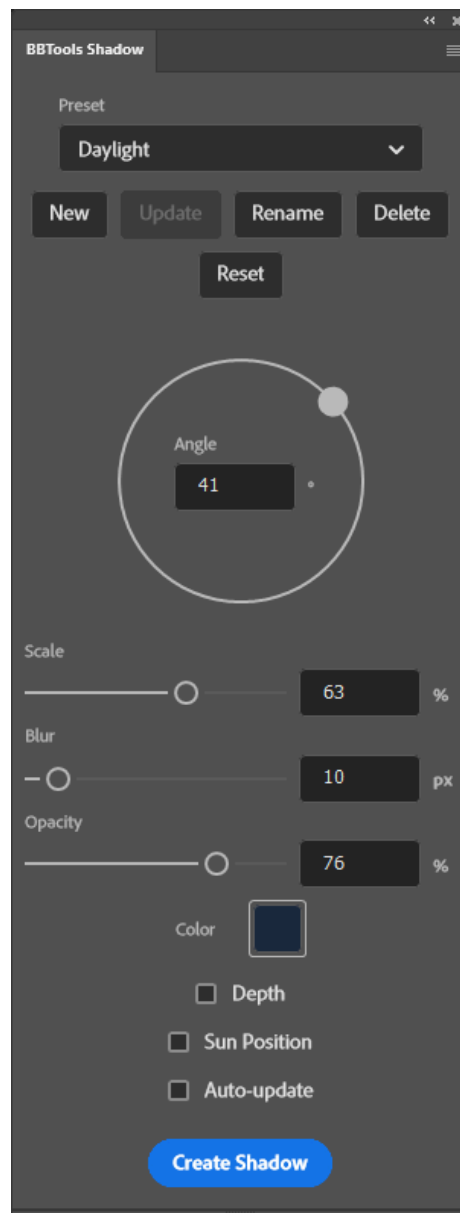 BBTools Shadow
Preset
Daylight
New Update Rename Delete
Reset
Angle
41 °
Scale
63 %
Blur
10 px
Opacity
76 %
Color
Depth
Sun Position
Auto-update
Create Shadow